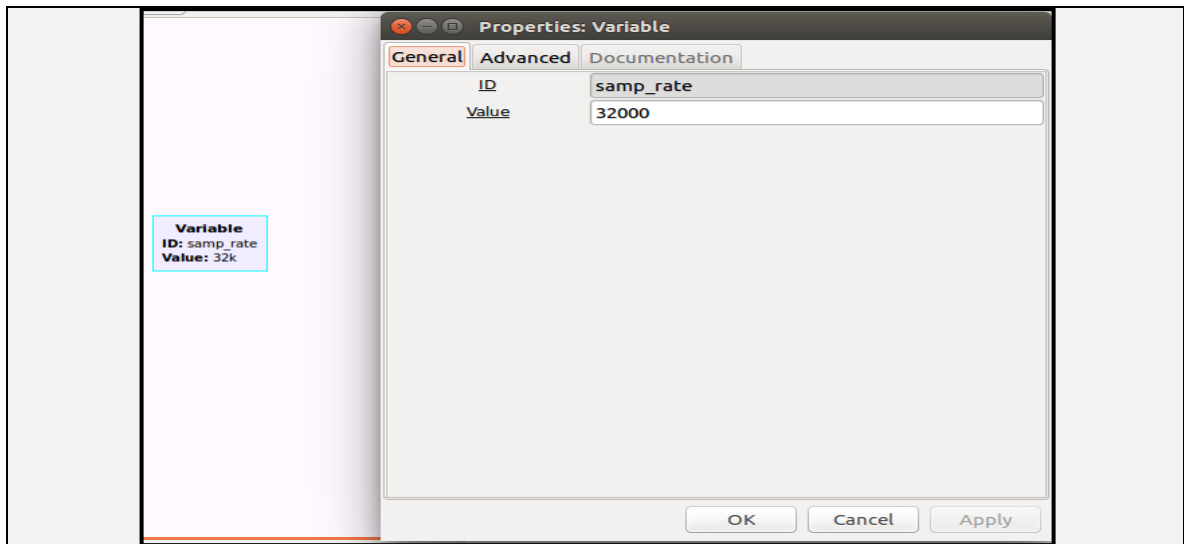 Properties: Variable
General Advanced Documentation
ID samp_rate
Value 32000
Variable
ID: samp_rate
Value: 32k
OK Cancel Apply